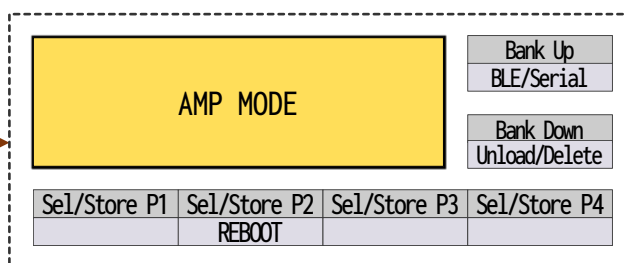 Bank Up
BLE/Serial
AMP MODE
Bank Down
Unload/Delete
Sel/Store P1 Sel/Store P2 Sel/Store P3 Sel/Store P4
REBOOT